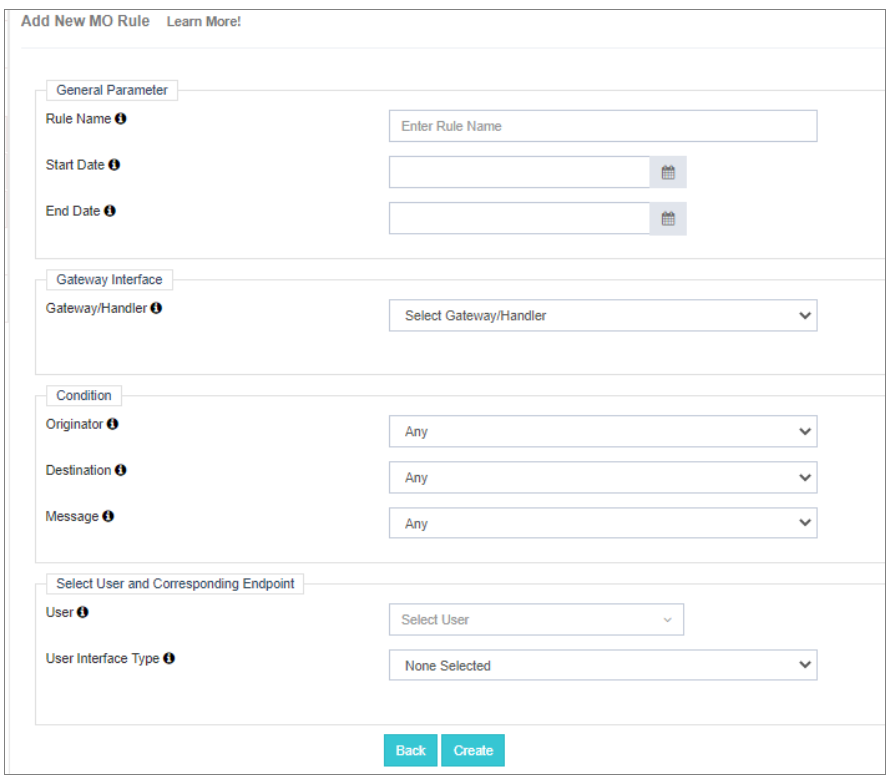 Add New MO Rule Learn More!
General Parameter
Rule Name
Enter Rule Name
Start Date
End Date
Gateway Interface
Gateway/Handler
Select Gateway/Handler
Condition
Originator
Any
Destination
Any
Message
Any
Select User and Corresponding Endpoint
User
Select User
User Interface Type
None Selected
Back Create